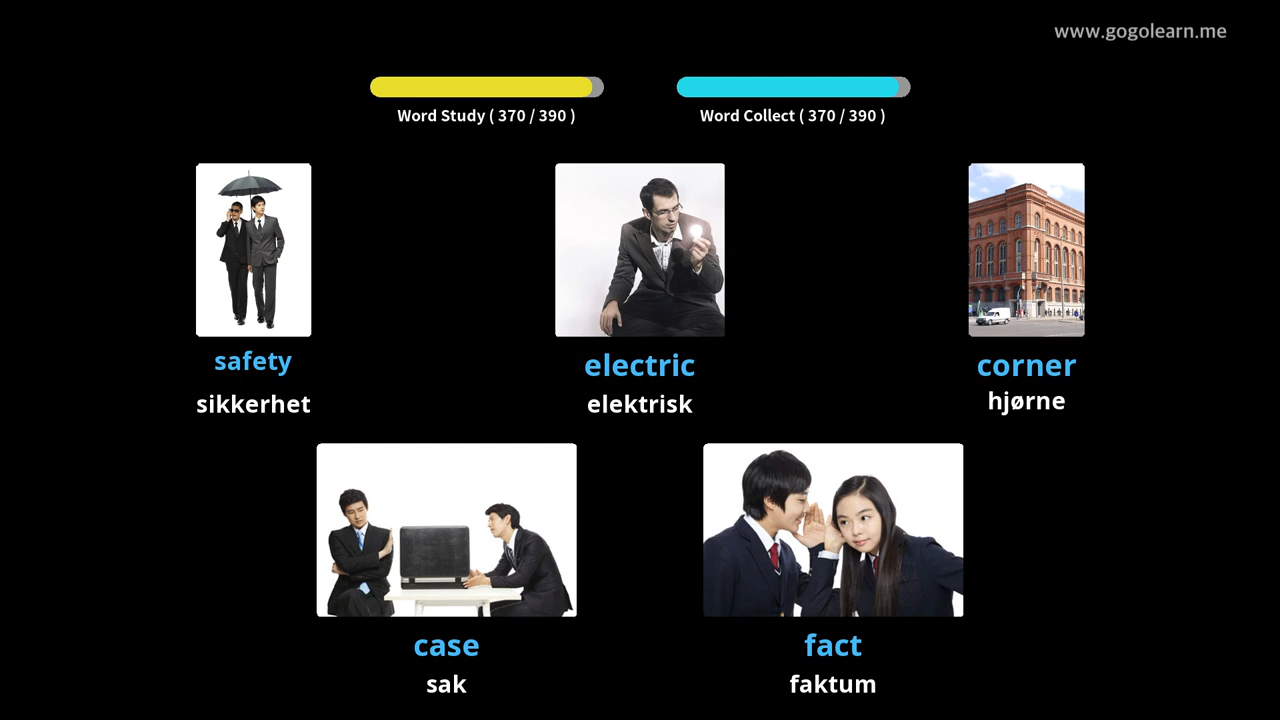 www.gogolearn.me
Word Study ( 370 / 390 )
Word Collect ( 370 / 390 )
safety
sikkerhet
electric
elektrisk
corner
hjørne
case
sak
fact
faktum